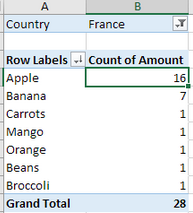 A B
Country France
Row Labels Count of Amount
Apple 16
Banana 7
Carrots 1
Mango 1
Orange 1
Beans 1
Broccoli 1
Grand Total 28